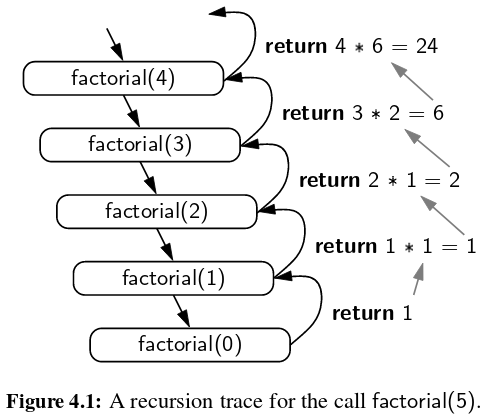 return 4 * 6 = 24
factorial(4)
return 3 * 2 = 6
factorial(3)
return 2 * 1 = 2
factorial(2)
return 1 * 1 = 1
factorial(1)
return 1
factorial(0)
Figure 4.1: A recursion trace for the call factorial(5).